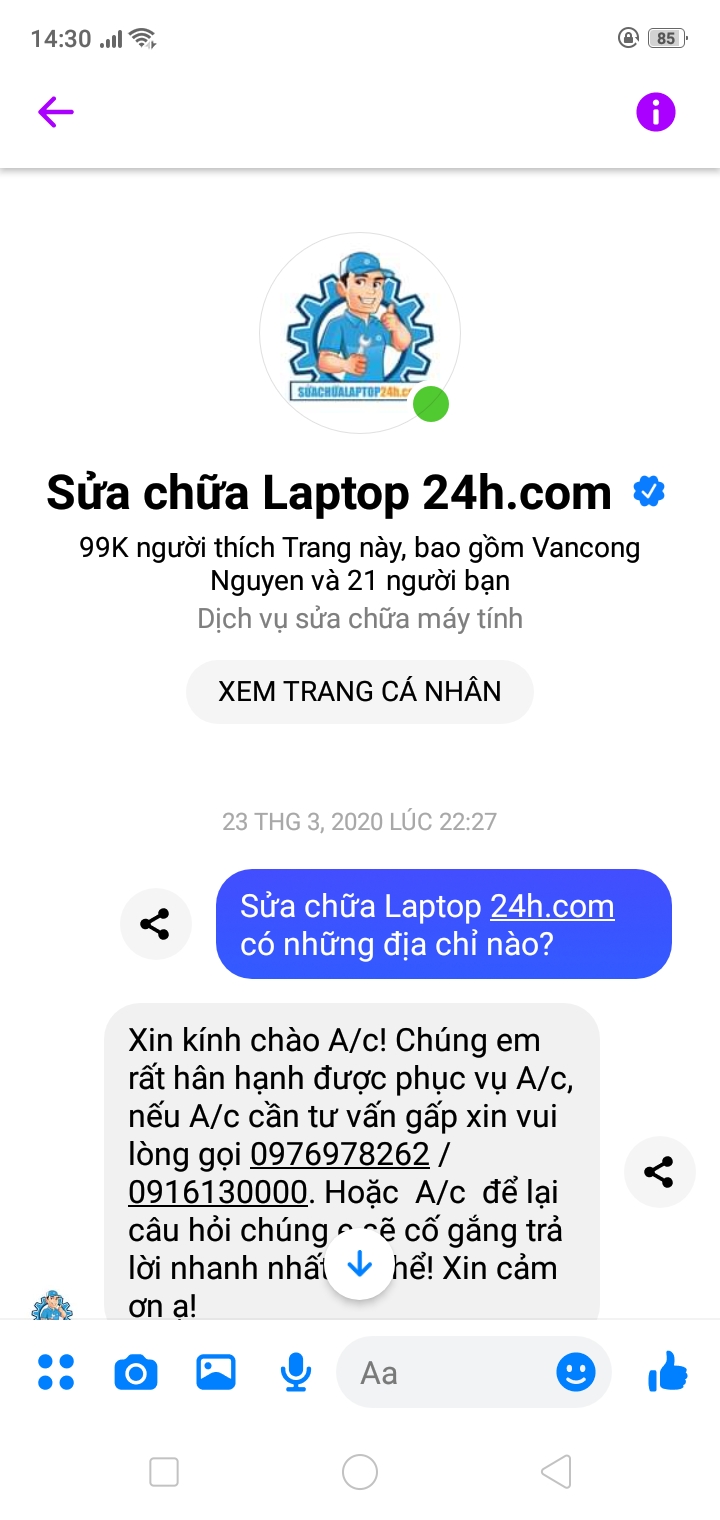 14:30
85
SUACHUALAPTOP24h.c
Sửa chữa Laptop 24h.com
99K người thích Trang này, bao gồm Vancong
Nguyen và 21 người bạn
Dịch vụ sửa chữa máy tính
XEM TRANG CÁ NHÂN
23 THG 3, 2020 LÚC 22:27
Sửa chữa Laptop 24h.com
có những địa chỉ nào?
Xin kính chào A/c! Chúng em
rất hân hạnh được phục vụ A/c,
nếu A/c cần tư vấn gấp xin vui
lòng gọi 0976978262 /
0916130000. Hoặc A/c để lại
câu hỏi chúng sẽ cố gắng trả
lời nhanh nhất Xin cảm
ơn ạ!
Aa